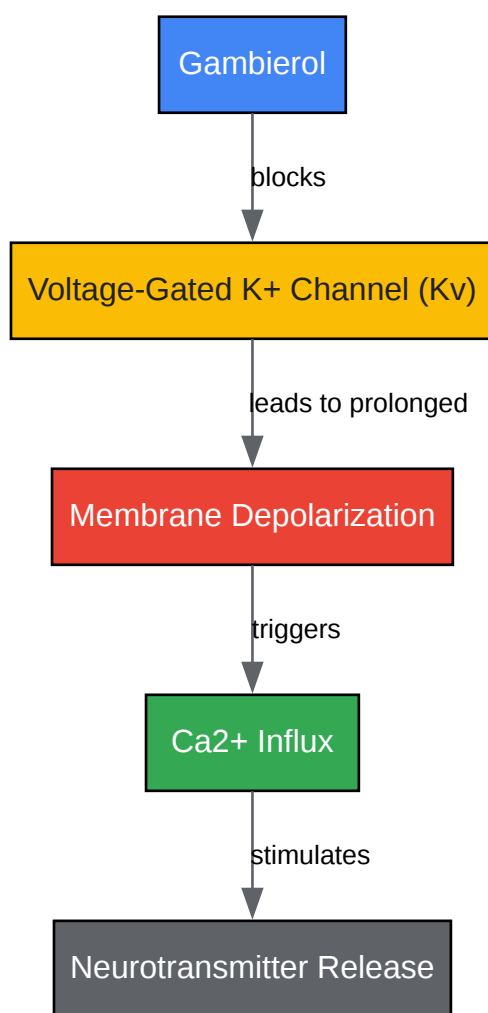 Gambierol
blocks
Voltage-Gated K+ Channel (Kv)
leads to prolonged
Membrane Depolarization
triggers
Ca2+ Influx
stimulates
Neurotransmitter Release